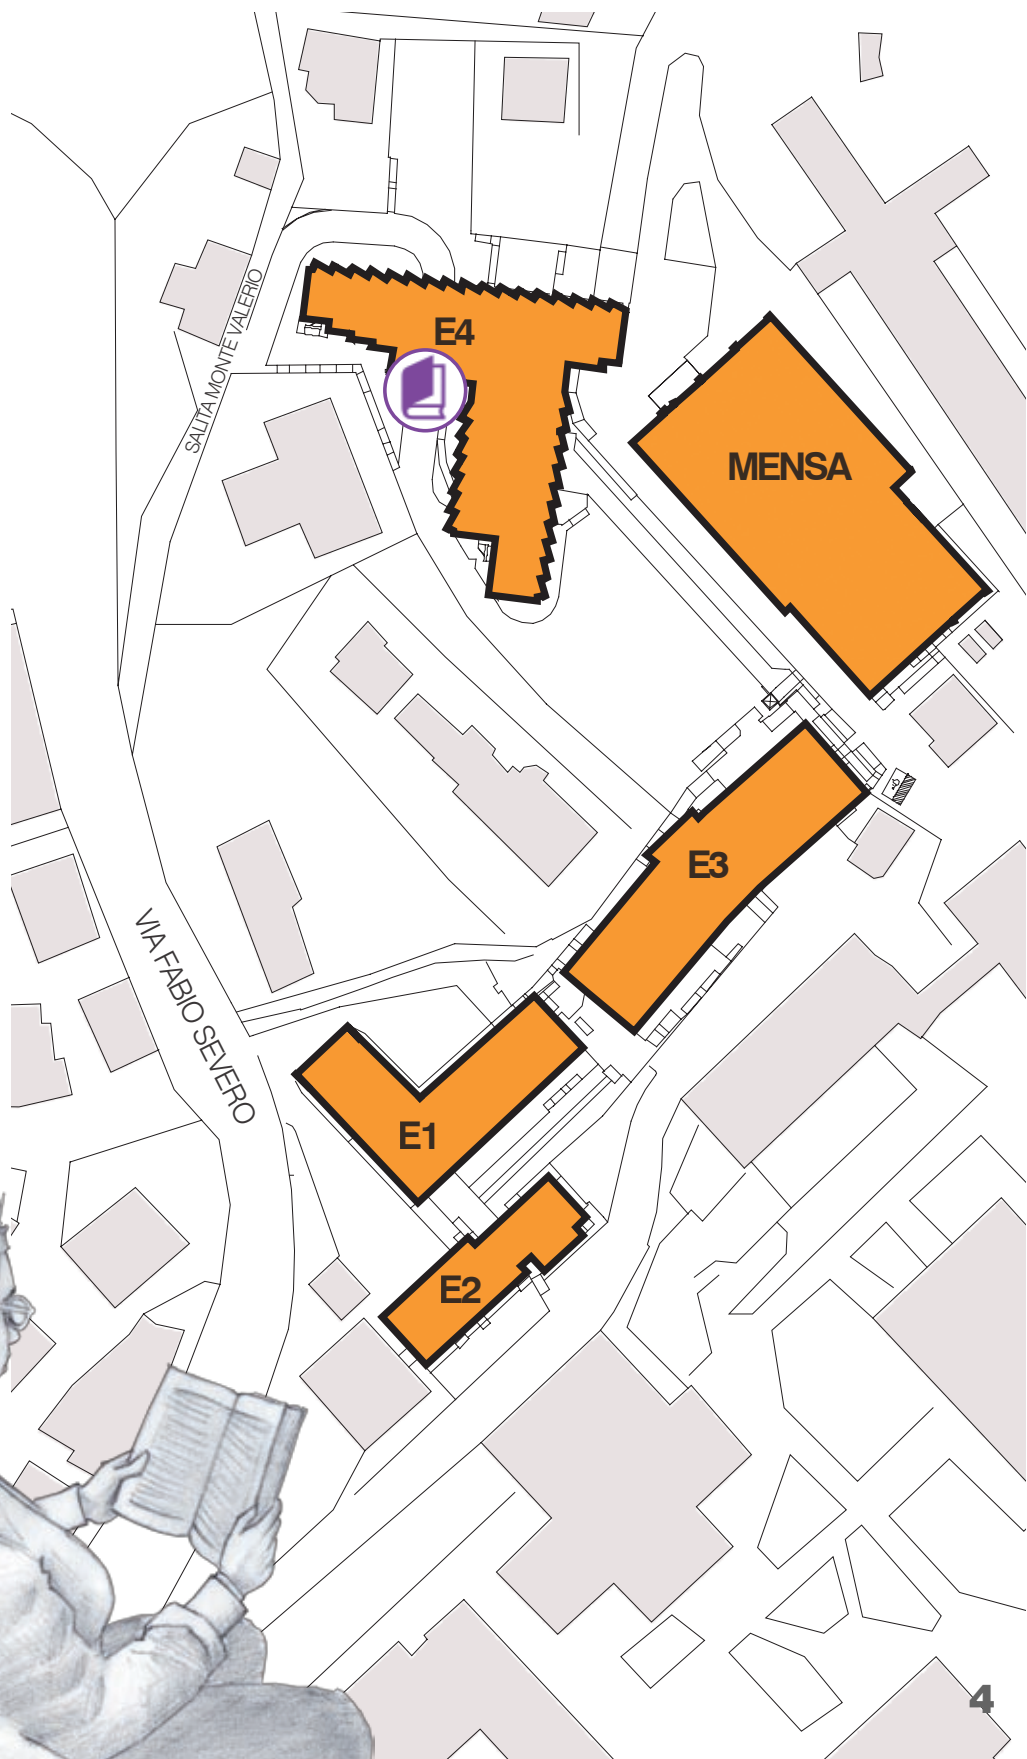 E4
SALITA MONTE VALERIO
MENSA
E3
VIA FABIO SEVERO
E1
E2
4